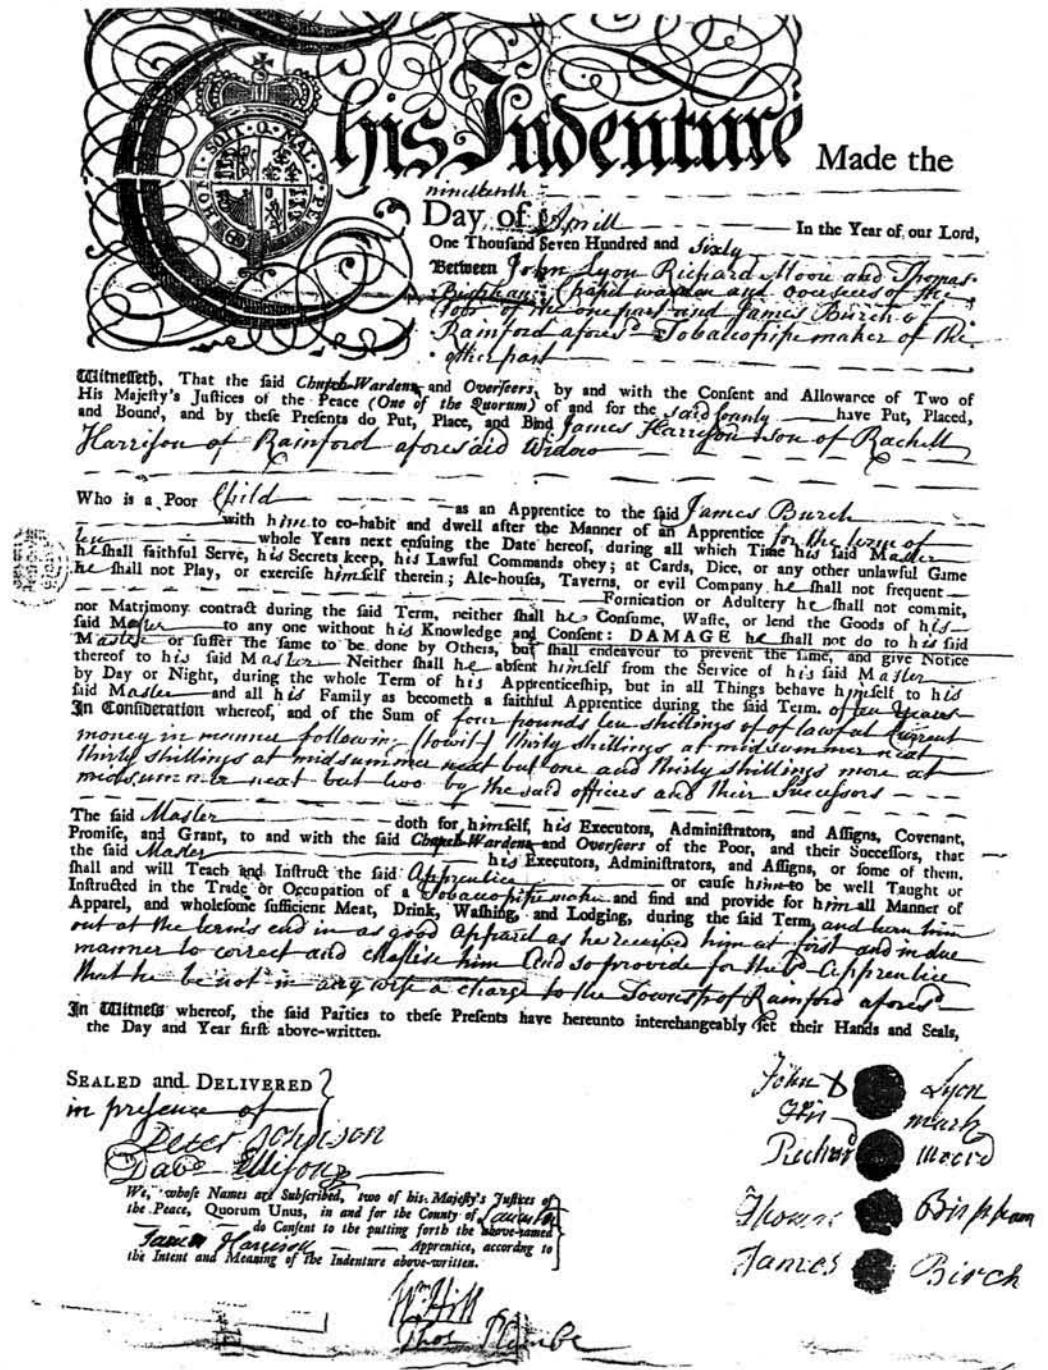 HONI · SOIT · Q · MAL · Y · PE
This Indenture Made the
nineteenth
Day of Aprill In the Year of our Lord,
One Thousand Seven Hundred and Sixty
Between John Lyon Richard Moon and Thomas
Bispham Chapel warden and Overseers of the
Poor of the one part and James Burch of
Rainford aforesd Tobaccopipemaker of the
other part
Witnesseth, That the said Chapel-Wardens and Overseers, by and with the Consent and Allowance of Two of
His Majesty's Justices of the Peace (One of the Quorum) of and for the said County have Put, Placed,
and Bound, and by these Presents do Put, Place, and Bind James Harrison son of Rachell
Harrison of Rainford aforesaid Widow
Who is a Poor Child as an Apprentice to the said James Burch
with him to co-habit and dwell after the Manner of an Apprentice for the term of
ten whole Years next ensuing the Date hereof, during all which Time his said Master
he shall faithful Serve, his Secrets keep, his Lawful Commands obey; at Cards, Dice, or any other unlawful Game
he shall not Play, or exercise himself therein; Ale-houses, Taverns, or evil Company he shall not frequent
Fornication or Adultery he shall not commit,
nor Matrimony contract during the said Term, neither shall he Consume, Waste, or lend the Goods of his
said Master to any one without his Knowledge and Consent: DAMAGE he shall not do to his said
Master or suffer the same to be done by Others, but shall endeavour to prevent the same, and give Notice
thereof to his said Master Neither shall he absent himself from the Service of his said Master
by Day or Night, during the whole Term of his Apprenticeship, but in all Things behave himself to his
said Master and all his Family as becometh a faithful Apprentice during the said Term. of ten Years
In Consideration whereof, and of the Sum of four pounds ten shillings of lawful Current
money in manner following (towit) thirty shillings at midsummer next
thirty shillings at midsummer next but one and thirty shillings more at
midsummer next but two by the said officers and their Successors
The said Master doth for himself, his Executors, Administrators, and Assigns, Covenant,
Promise, and Grant, to and with the said Chapel-Wardens and Overseers of the Poor, and their Successors, that
the said Master his Executors, Administrators, and Assigns, or some of them,
shall and will Teach and Instruct the said Apprentice or cause him to be well Taught or
Instructed in the Trade or Occupation of a Tobaccopipemaker and find and provide for him all Manner of
Apparel, and wholesome sufficient Meat, Drink, Washing, and Lodging, during the said Term, and turn him
out at the terms end in as good Apparel as he received him at first and in due
manner to correct and chastise him And so provide for the sd Apprentice
that he be not in any wise a charge to the Townsp of Rainford aforesd
In Witness whereof, the said Parties to these Presents have hereunto interchangeably set their Hands and Seals,
the Day and Year first above-written.
SEALED and DELIVERED
in presence of
Peter Johnson
Davd Ellison
John Lyon
His mark
Richard Moord
Thomas Bispham
James Birch
We, whose Names are Subscribed, two of his Majesty's Justices of
the Peace, Quorum Unus, in and for the County of Lancaster
do Consent to the putting forth the above-named
James Harrison Apprentice, according to
the Intent and Meaning of the Indenture above-written.
Wm Hill
Thos Plumbe